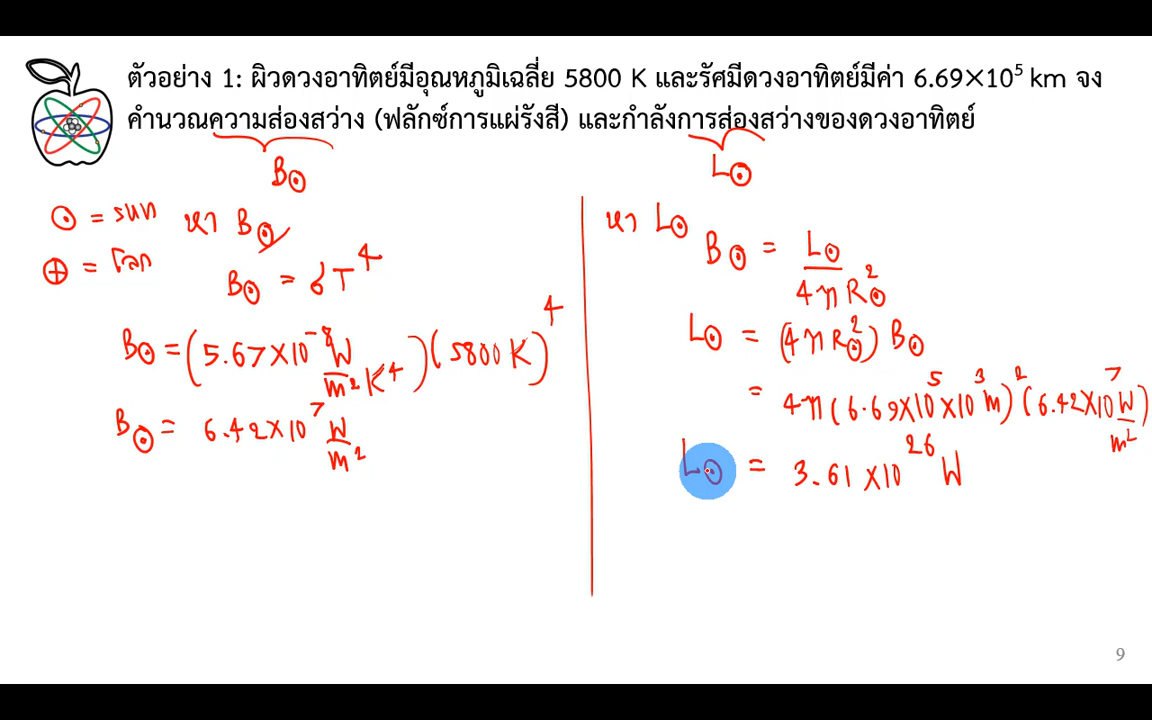 ตัวอย่าง 1: ผิวดวงอาทิตย์มีอุณหภูมิเฉลี่ย 5800 K และรัศมีดวงอาทิตย์มีค่า 6.69×10⁵ km จง
คำนวณความส่องสว่าง (ฟลักซ์การแผ่รังสี) และกำลังการส่องสว่างของดวงอาทิตย์
B⊙
L⊙
⊙ = sun
⊕ = โลก
หา B⊙
B⊙ = σT⁴
B⊙ = (5.67×10⁻⁸ W/m² K⁴)(5800 K)⁴
B⊙ = 6.42×10⁷ W/m²
หา L⊙
B⊙ = L⊙/4πR⊙²
L⊙ = (4πR⊙²) B⊙
= 4π(6.69×10⁵×10³ m)²(6.42×10⁷ W/m²)
L⊙ = 3.61×10²⁶ W
9